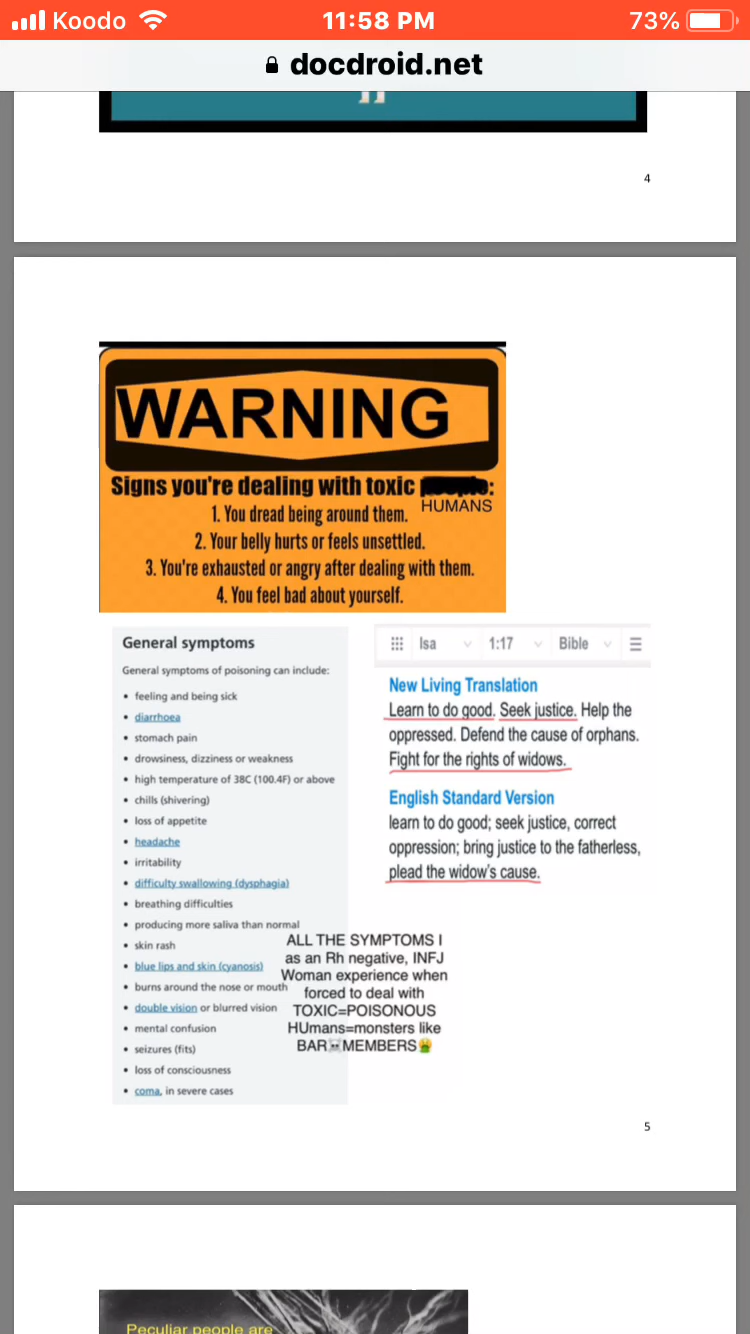 Koodo
11:58 PM
73%
docdroid.net
4
WARNING
Signs you're dealing with toxic :
HUMANS
1. You dread being around them.
2. Your belly hurts or feels unsettled.
3. You're exhausted or angry after dealing with them.
4. You feel bad about yourself.
General symptoms
General symptoms of poisoning can include:
• feeling and being sick
• diarrhoea
• stomach pain
• drowsiness, dizziness or weakness
• high temperature of 38C (100.4F) or above
• chills (shivering)
• loss of appetite
• headache
• irritability
• difficulty swallowing (dysphagia)
• breathing difficulties
• producing more saliva than normal
• skin rash
• blue lips and skin (cyanosis)
• burns around the nose or mouth
• double vision or blurred vision
• mental confusion
• seizures (fits)
• loss of consciousness
• coma, in severe cases
Isa 1:17 Bible
New Living Translation
Learn to do good. Seek justice. Help the
oppressed. Defend the cause of orphans.
Fight for the rights of widows.
English Standard Version
learn to do good; seek justice, correct
oppression; bring justice to the fatherless,
plead the widow's cause.
ALL THE SYMPTOMS I
as an Rh negative, INFJ
Woman experience when
forced to deal with
TOXIC=POISONOUS
HUmans=monsters like
BAR☠️MEMBERS🤮
5
Peculiar people are